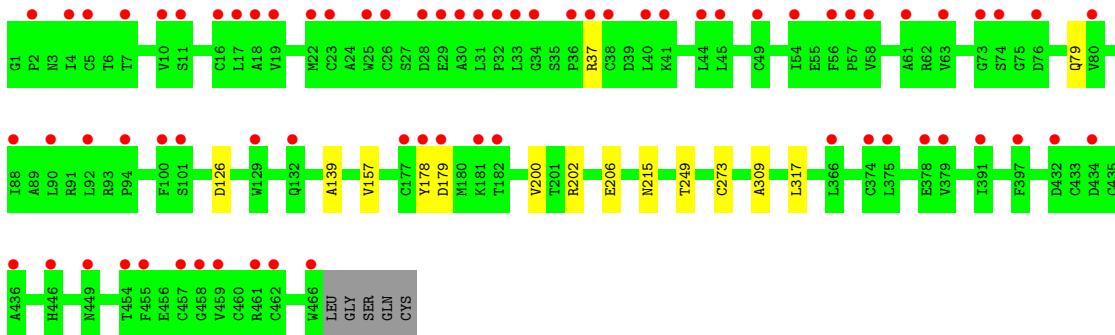 G1 P2 N3 I4 C5 T6 T7 V10 S11 C16 L17 A18 V19 M22 C23 A24 W25 C26 S27 D28 E29 A30 L31 P32 L33 G34 S35 P36 R37 C38 D39 L40 K41 L44 L45 C49 I54 E55 F56 P57 V58 A61 R62 V63 G73 S74 G75 D76 Q79 V80
I88 A89 L90 R91 L92 R93 P94 F100 S101 D126 W129 Q132 A139 V157 C177 Y178 D179 M180 K181 T182 V200 T201 R202 E206 N215 T249 C273 A309 L317 L366 C374 L375 E378 V379 I391 F397 D432 C433 D434 C435
A436 H446 N449 T454 F455 E456 C457 G458 V459 C460 R461 C462 W466 LEU GLY SER GLN CYS